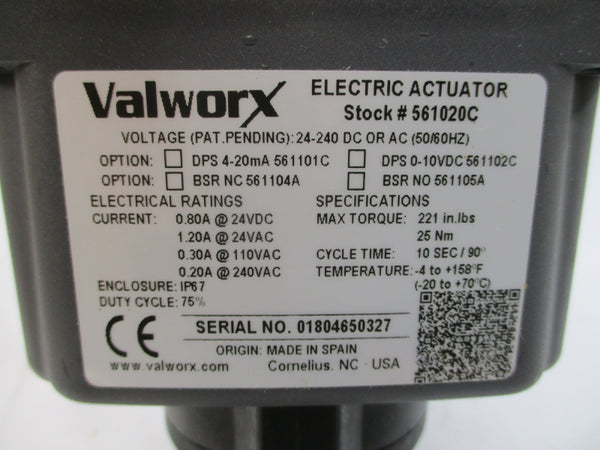 Valworx ELECTRIC ACTUATOR
Stock # 561020C
VOLTAGE (PAT.PENDING): 24-240 DC OR AC (50/60HZ)
OPTION: DPS 4-20mA 561101C DPS 0-10VDC 561102C
OPTION: BSR NC 561104A BSR NO 561105A
ELECTRICAL RATINGS SPECIFICATIONS
CURRENT: 0.80A @ 24VDC MAX TORQUE: 221 in.lbs
1.20A @ 24VAC 25 Nm
0.30A @ 110VAC CYCLE TIME: 10 SEC / 90°
0.20A @ 240VAC TEMPERATURE: -4 to +158°F
ENCLOSURE: IP67 (-20 to +70°C)
DUTY CYCLE: 75%
CE SERIAL NO. 01804650327
ORIGIN: MADE IN SPAIN
www.valworx.com Cornelius, NC · USA